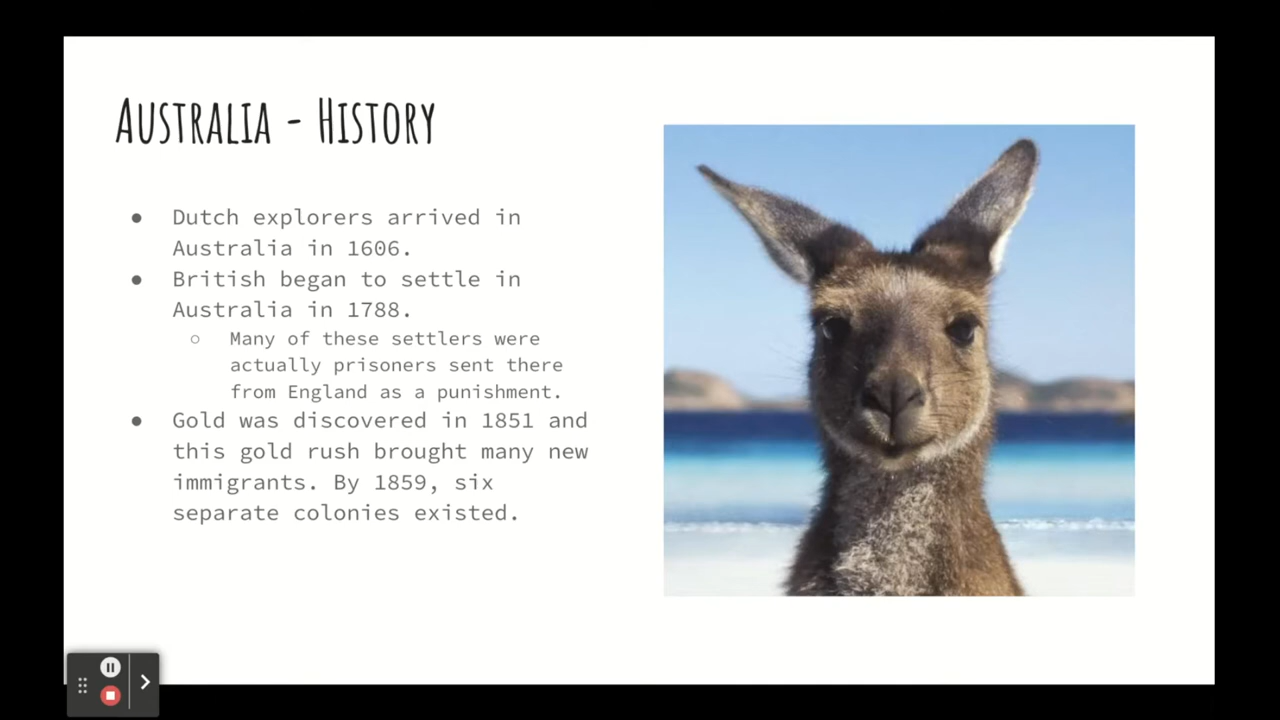 Australia - History
● Dutch explorers arrived in
Australia in 1606.
● British began to settle in
Australia in 1788.
○ Many of these settlers were
actually prisoners sent there
from England as a punishment.
● Gold was discovered in 1851 and
this gold rush brought many new
immigrants. By 1859, six
separate colonies existed.